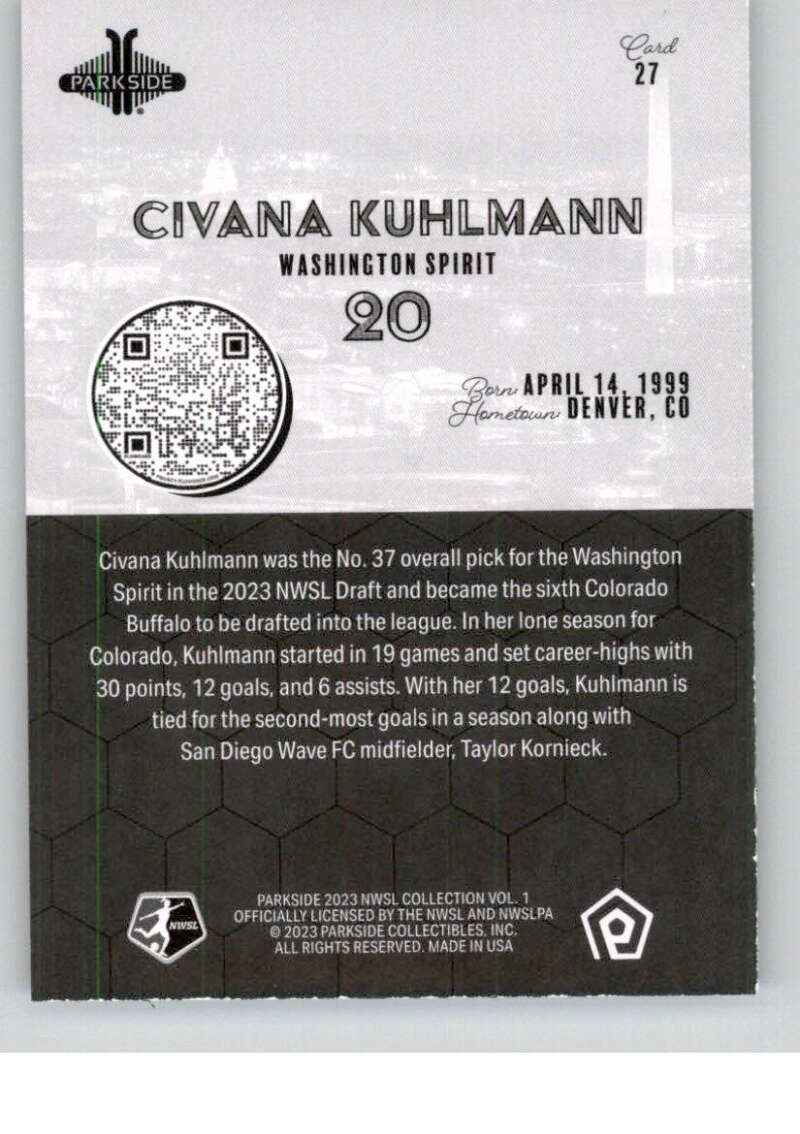 PARKSIDE
Card
27
CIVANA KUHLMANN
WASHINGTON SPIRIT
20
Born: APRIL 14, 1999
Hometown: DENVER, CO
Civana Kuhlmann was the No. 37 overall pick for the Washington
Spirit in the 2023 NWSL Draft and became the sixth Colorado
Buffalo to be drafted into the league. In her lone season for
Colorado, Kuhlmann started in 19 games and set career-highs with
30 points, 12 goals, and 6 assists. With her 12 goals, Kuhlmann is
tied for the second-most goals in a season along with
San Diego Wave FC midfielder, Taylor Kornieck.
NWSL
PARKSIDE 2023 NWSL COLLECTION VOL. 1
OFFICIALLY LICENSED BY THE NWSL AND NWSLPA
© 2023 PARKSIDE COLLECTIBLES, INC.
ALL RIGHTS RESERVED. MADE IN USA